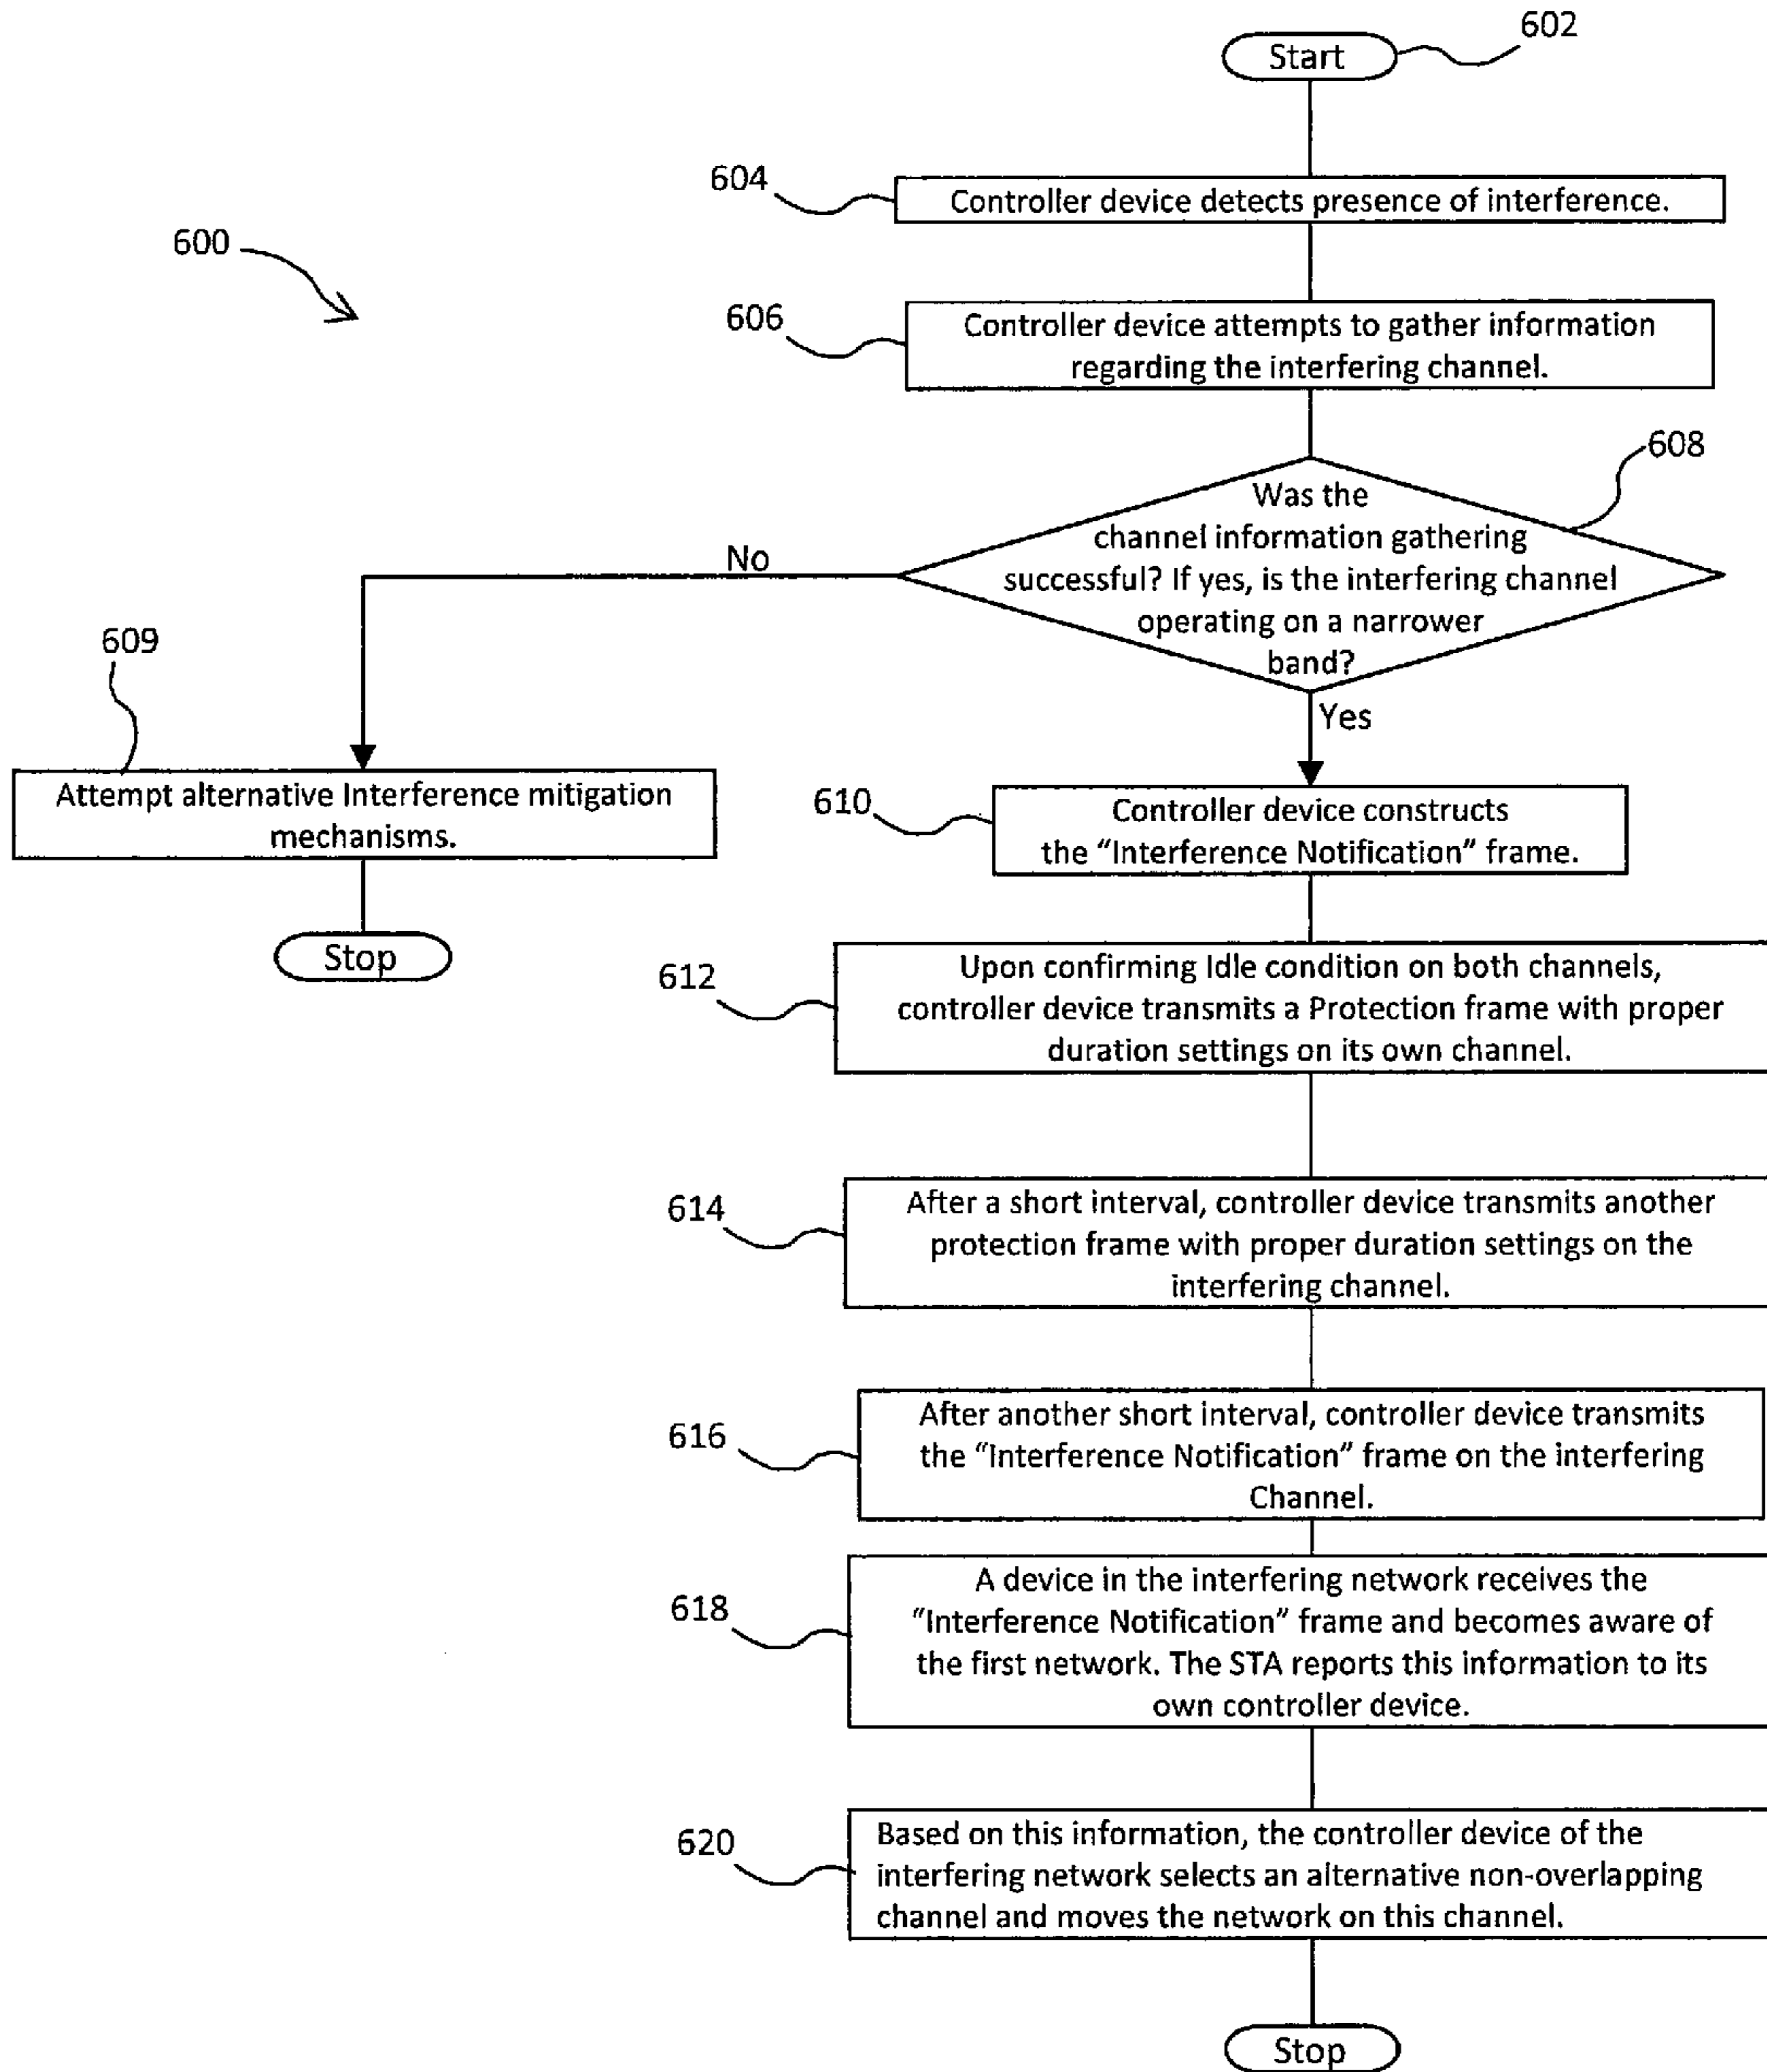 602
Start
604
Controller device detects presence of interference.
600
606
Controller device attempts to gather information
regarding the interfering channel.
608
Was the
channel information gathering
successful? If yes, is the interfering channel
operating on a narrower
band?
No
Yes
609
Attempt alternative Interference mitigation
mechanisms.
Stop
610
Controller device constructs
the “Interference Notification” frame.
612
Upon confirming Idle condition on both channels,
controller device transmits a Protection frame with proper
duration settings on its own channel.
614
After a short interval, controller device transmits another
protection frame with proper duration settings on the
interfering channel.
616
After another short interval, controller device transmits
the “Interference Notification” frame on the interfering
Channel.
618
A device in the interfering network receives the
“Interference Notification” frame and becomes aware of
the first network. The STA reports this information to its
own controller device.
620
Based on this information, the controller device of the
interfering network selects an alternative non-overlapping
channel and moves the network on this channel.
Stop